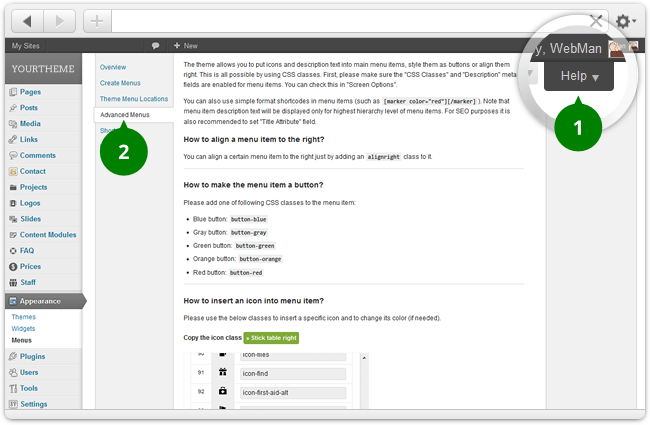 My Sites
New
y, WebMan
Help
1
YOURTHEME
Pages
Posts
Media
Links
Comments
Contact
Projects
Logos
Slides
Content Modules
FAQ
Prices
Staff
Appearance
Themes
Widgets
Menus
Plugins
Users
Tools
Settings
Overview
Create Menus
Theme Menu Locations
Advanced Menus
2
The theme allows you to put icons and description texts into main menu items, style them as buttons or align them
right. This is all possible by using CSS classes. First, please make sure the "CSS Classes" and "Description" meta
fields are enabled for menu items. You can check this in "Screen Options".
You can also use simple format shortcodes in menu items (such as [marker color="red"][/marker]). Note that
menu item description text will be displayed only for highest hierarchy level of menu items. For SEO purposes it is
also recommended to set "Title Attribute" field.
How to align a menu item to the right?
You can align a certain menu item to the right just by adding an alignright class to it.
How to make the menu item a button?
Please add one of following CSS classes to the menu item:
• Blue button: button-blue
• Gray button: button-gray
• Green button: button-green
• Orange button: button-orange
• Red button: button-red
How to insert an icon into menu item?
Please use the below classes to insert a specific icon and to change its color (if needed).
Copy the icon class » Stick table right
90 icon-files
91 icon-find
92 icon-first-aid-alt